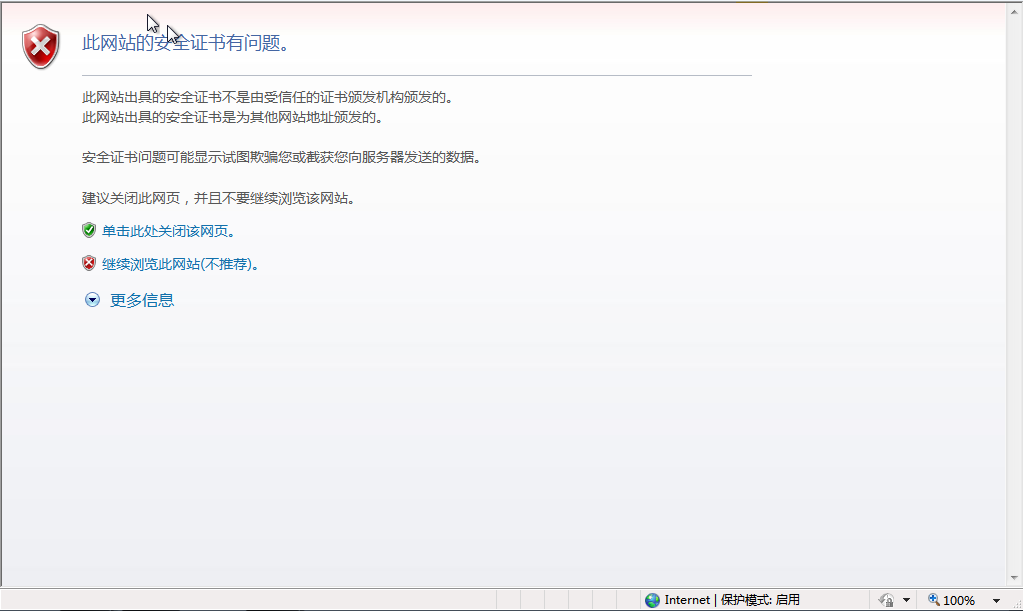 此网站的安全证书有问题。
此网站出具的安全证书不是由受信任的证书颁发机构颁发的。
此网站出具的安全证书是为其他网站地址颁发的。
安全证书问题可能显示试图欺骗您或截获您向服务器发送的数据。
建议关闭此网页，并且不要继续浏览该网站。
单击此处关闭该网页。
继续浏览此网站(不推荐)。
更多信息
Internet | 保护模式: 启用
100%